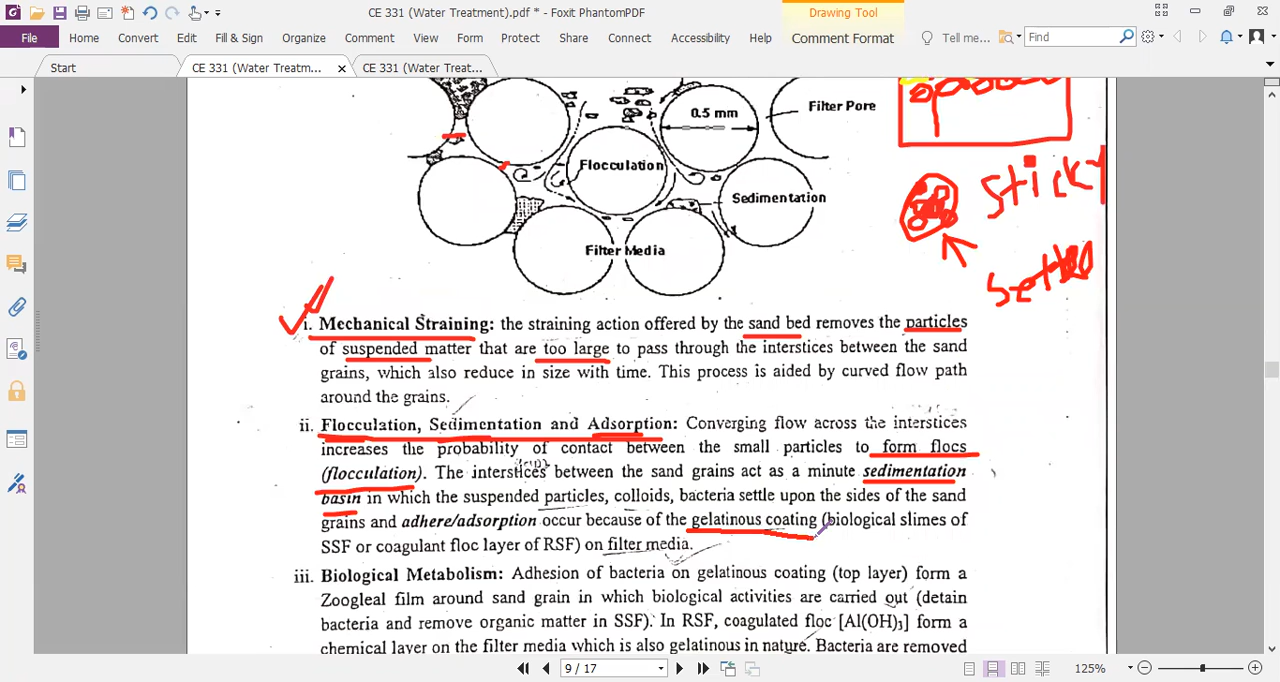 CE 331 (Water Treatment).pdf * - Foxit PhantomPDF
Drawing Tool
File Home Convert Edit Fill & Sign Organize Comment View Form Protect Share Connect Accessibility Help Comment Format Tell me... Find
Start CE 331 (Water Treatm... CE 331 (Water Treat...
Filter Pore
0.5 mm
Flocculation
Sticky
Sedimentation
Filter Media
i. Mechanical Straining: the straining action offered by the sand bed removes the particles
of suspended matter that are too large to pass through the interstices between the sand
grains, which also reduce in size with time. This process is aided by curved flow path
around the grains.
ii. Flocculation, Sedimentation and Adsorption: Converging flow across the interstices
increases the probability of contact between the small particles to form flocs
(flocculation). The interstices between the sand grains act as a minute sedimentation
basin in which the suspended particles, colloids, bacteria settle upon the sides of the sand
grains and adhere/adsorption occur because of the gelatinous coating (biological slimes of
SSF or coagulant floc layer of RSF) on filter media.
iii. Biological Metabolism: Adhesion of bacteria on gelatinous coating (top layer) form a
Zoogleal film around sand grain in which biological activities are carried out (detain
bacteria and remove organic matter in SSF). In RSF, coagulated floc [Al(OH)₃] form a
chemical layer on the filter media which is also gelatinous in nature. Bacteria are removed
9 / 17
125%